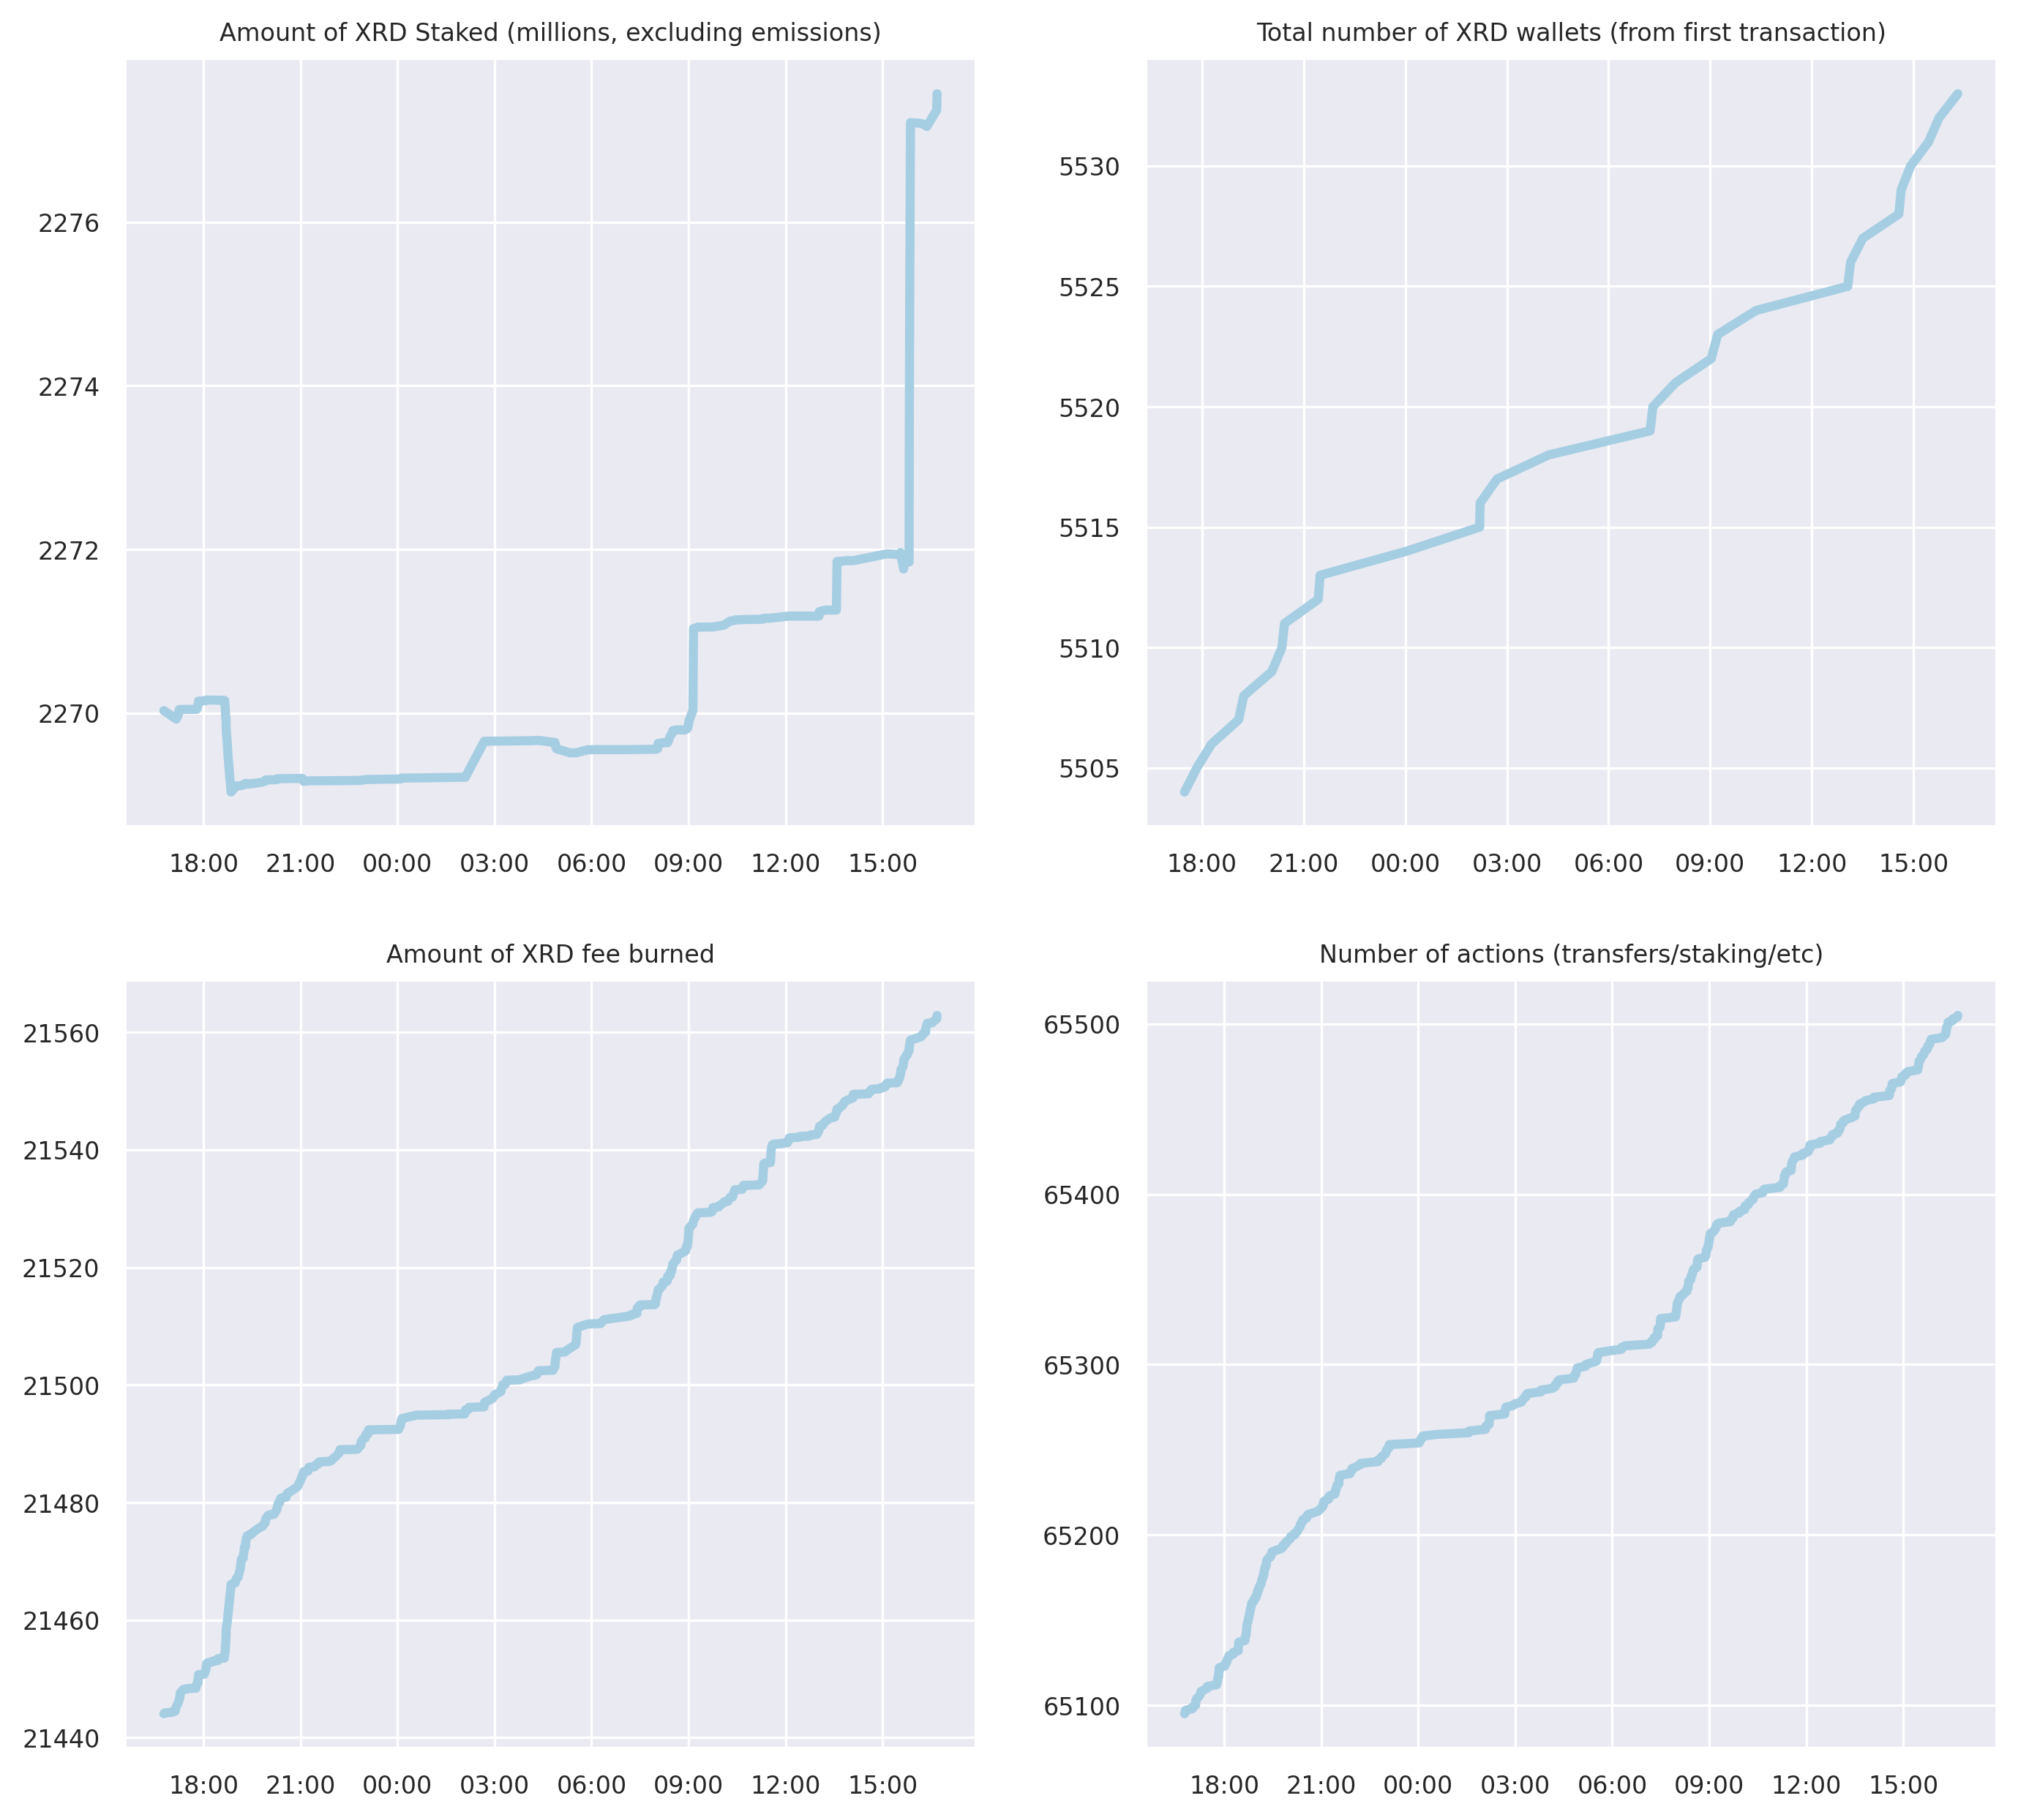 Amount of XRD Staked (millions, excluding emissions)
2276
2274
2272
2270
18:00 21:00 00:00 03:00 06:00 09:00 12:00 15:00
Total number of XRD wallets (from first transaction)
5530
5525
5520
5515
5510
5505
18:00 21:00 00:00 03:00 06:00 09:00 12:00 15:00
Amount of XRD fee burned
21560
21540
21520
21500
21480
21460
21440
18:00 21:00 00:00 03:00 06:00 09:00 12:00 15:00
Number of actions (transfers/staking/etc)
65500
65400
65300
65200
65100
18:00 21:00 00:00 03:00 06:00 09:00 12:00 15:00